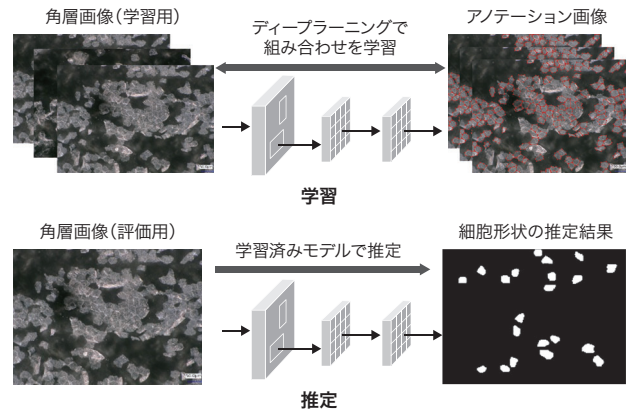 角層画像（学習用）
ディープラーニングで
組み合わせを学習
アノテーション画像
学習
角層画像（評価用）
学習済みモデルで推定
細胞形状の推定結果
推定